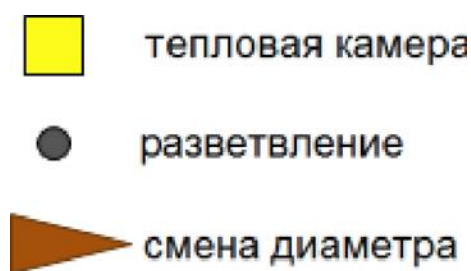 тепловая камера
разветвление
смена диаметра